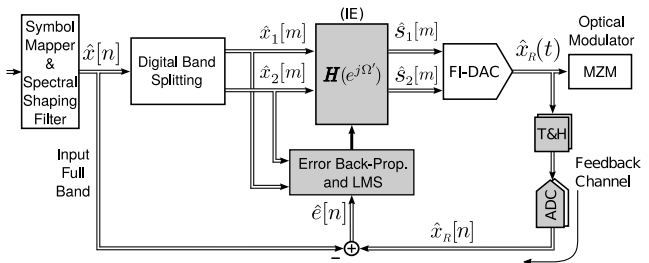 Symbol
Mapper
&
Spectral
Shaping
Filter
x̂[n]
Digital Band
Splitting
x̂₁[m]
x̂₂[m]
(IE)
H(e^{jΩ'})
ŝ₁[m]
ŝ₂[m]
FI-DAC
x̂_R(t)
Optical
Modulator
MZM
T&H
Feedback
Channel
ADC
Input
Full
Band
Error Back-Prop.
and LMS
ê[n]
x̂_R[n]
+
−